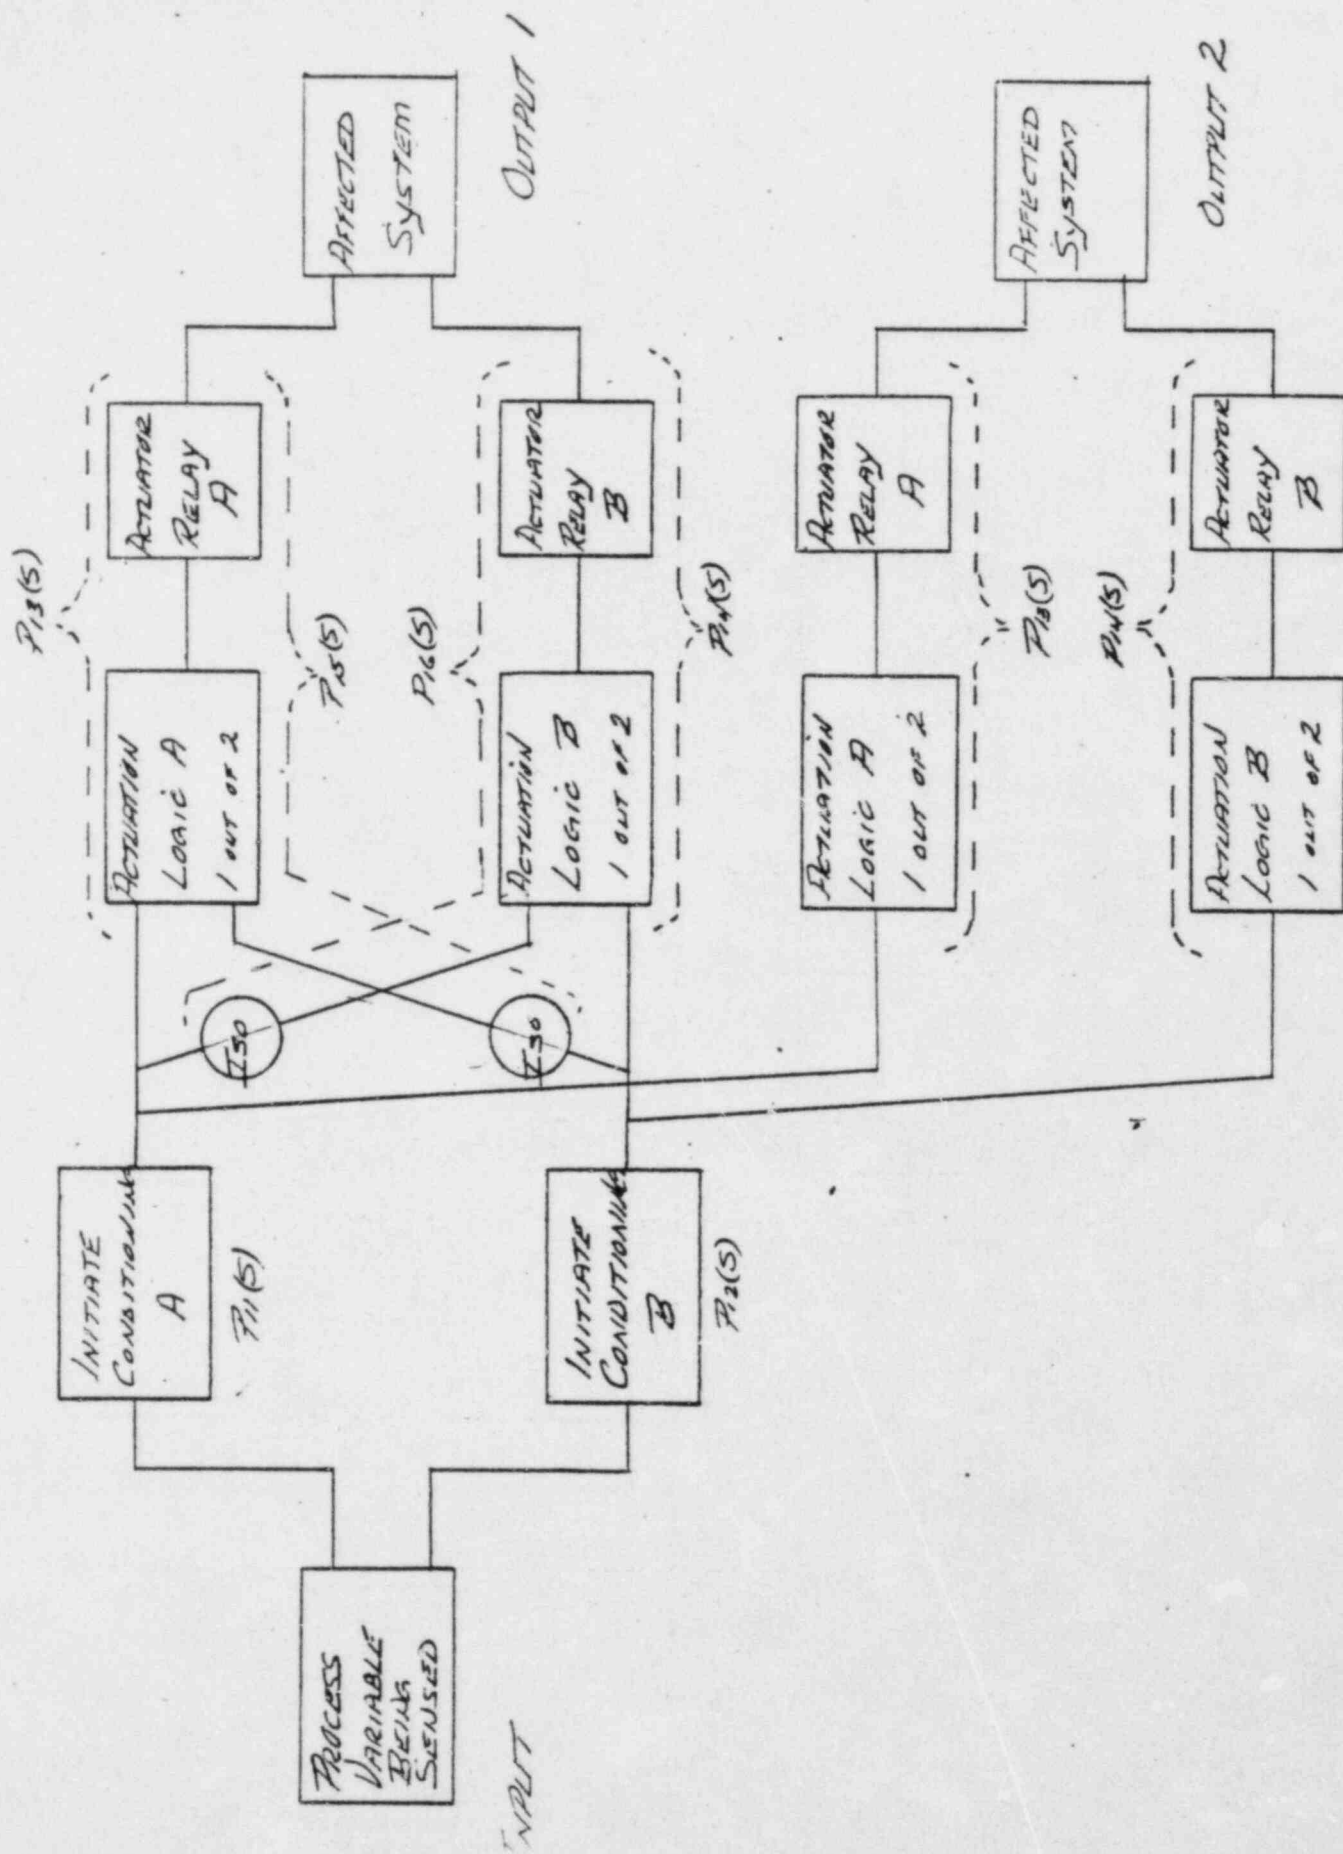 PROCESS
VARIABLE
BEING
SENSED
INPUT
INITIATE
CONDITIONING
A
P11(S)
INITIATE
CONDITIONING
B
P12(S)
ISO
ISO
P13(S)
ACTUATION
LOGIC A
1 OUT OF 2
ACTUATOR
RELAY
A
P15(S)
P16(S)
ACTUATION
LOGIC B
1 OUT OF 2
ACTUATOR
RELAY
B
P14(S)
AFFECTED
SYSTEM
OUTPUT 1
ACTUATION
LOGIC A
1 OUT OF 2
ACTUATOR
RELAY
A
P13(S)
P14(S)
ACTUATION
LOGIC B
1 OUT OF 2
ACTUATOR
RELAY
B
AFFECTED
SYSTEM
OUTPUT 2